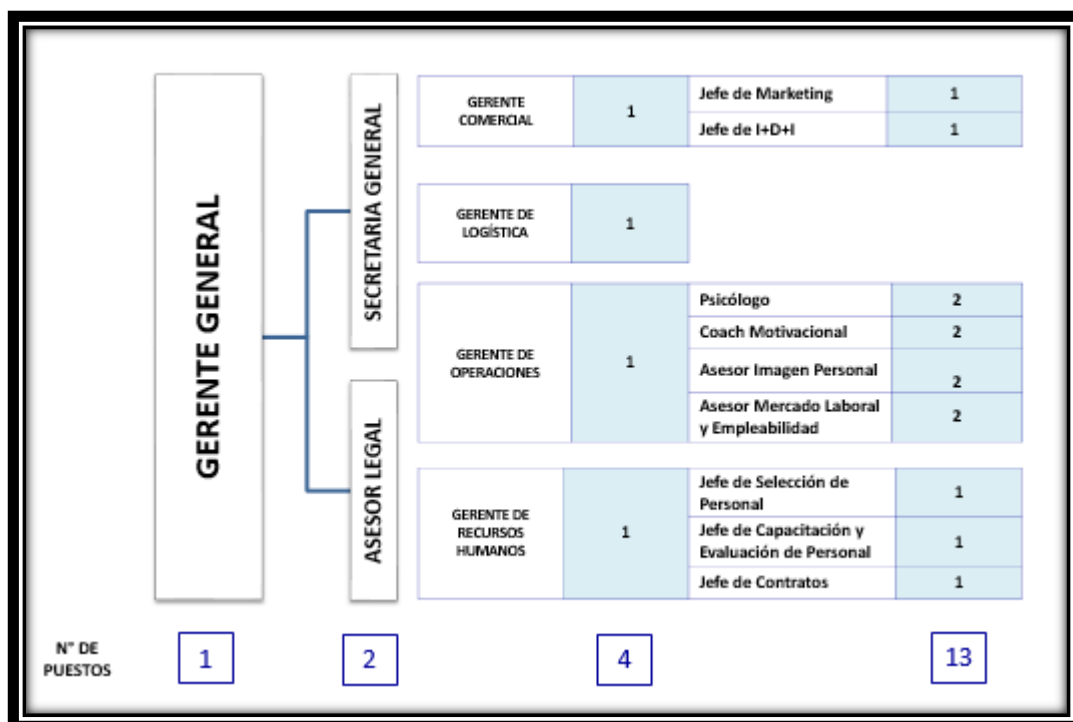 GERENTE GENERAL
SECRETARIA GENERAL
ASESOR LEGAL
GERENTE
COMERCIAL
1
Jefe de Marketing
1
Jefe de I+D+I
1
GERENTE DE
LOGÍSTICA
1
GERENTE DE
OPERACIONES
1
Psicólogo
2
Coach Motivacional
2
Asesor Imagen Personal
2
Asesor Mercado Laboral
y Empleabilidad
2
GERENTE DE
RECURSOS
HUMANOS
1
Jefe de Selección de
Personal
1
Jefe de Capacitación y
Evaluación de Personal
1
Jefe de Contratos
1
N° DE
PUESTOS
1
2
4
13